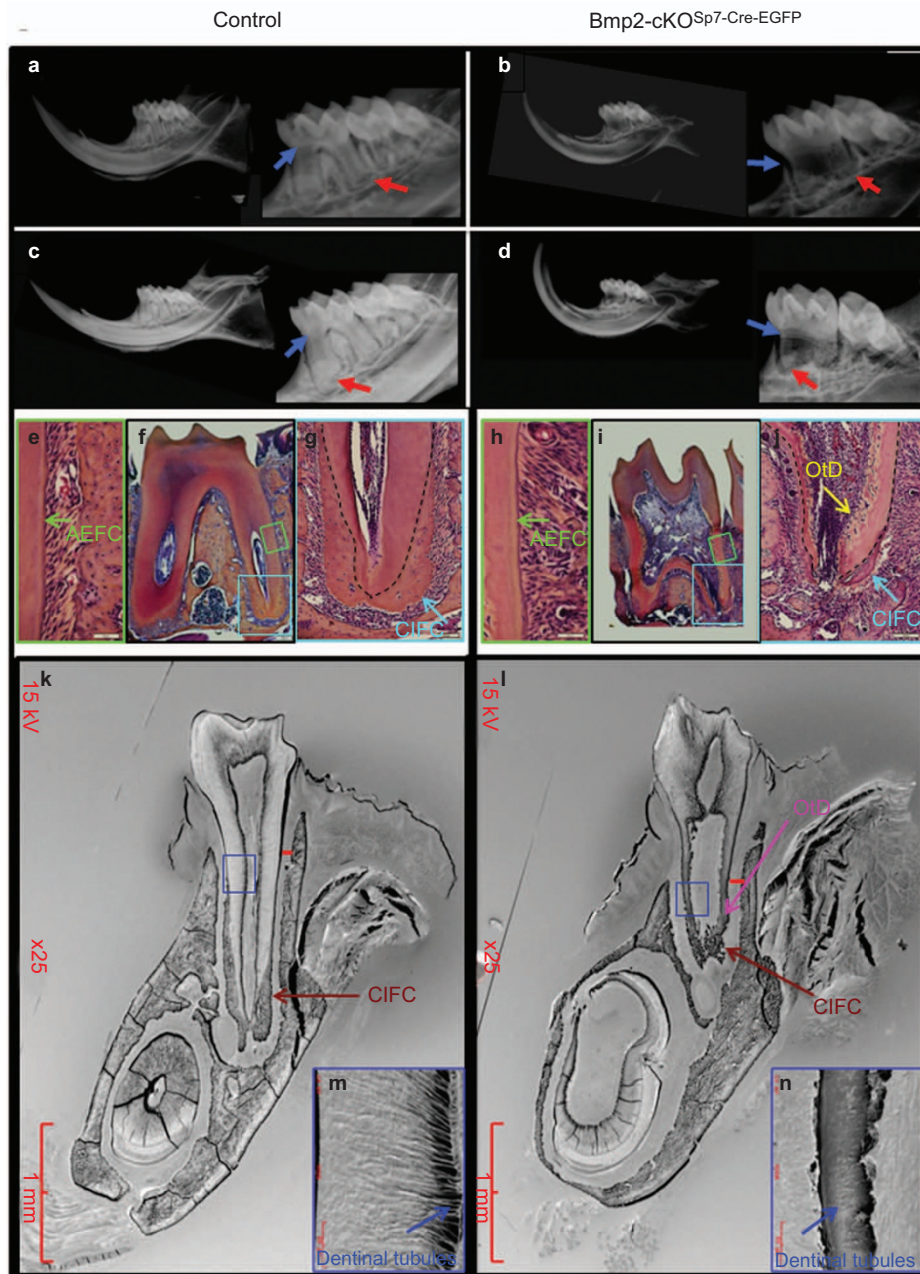 Control
Bmp2-cKOSp7-Cre-EGFP
a
b
c
d
e
f
g
h
i
j
AEFC
CIFC
AEFC
OtD
CIFC
k
l
15 kV
x25
1 mm
CIFC
m
Dentinal tubules
15 kV
x25
1 mm
OtD
CIFC
n
Dentinal tubules